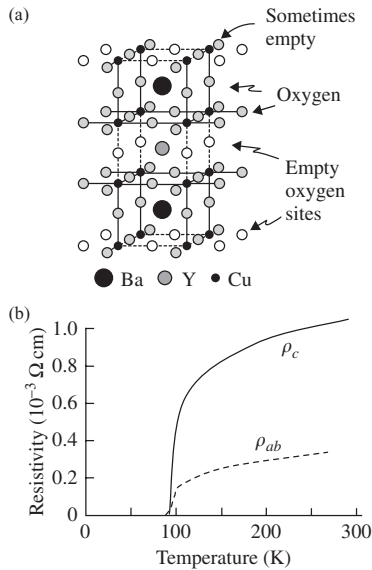 (a)
Sometimes
empty
Oxygen
Empty
oxygen
sites
Ba Y Cu
(b)
Resistivity (10⁻³ Ω cm)
1.0
0.8
0.6
0.4
0.2
0
ρc
ρab
0 100 200 300
Temperature (K)